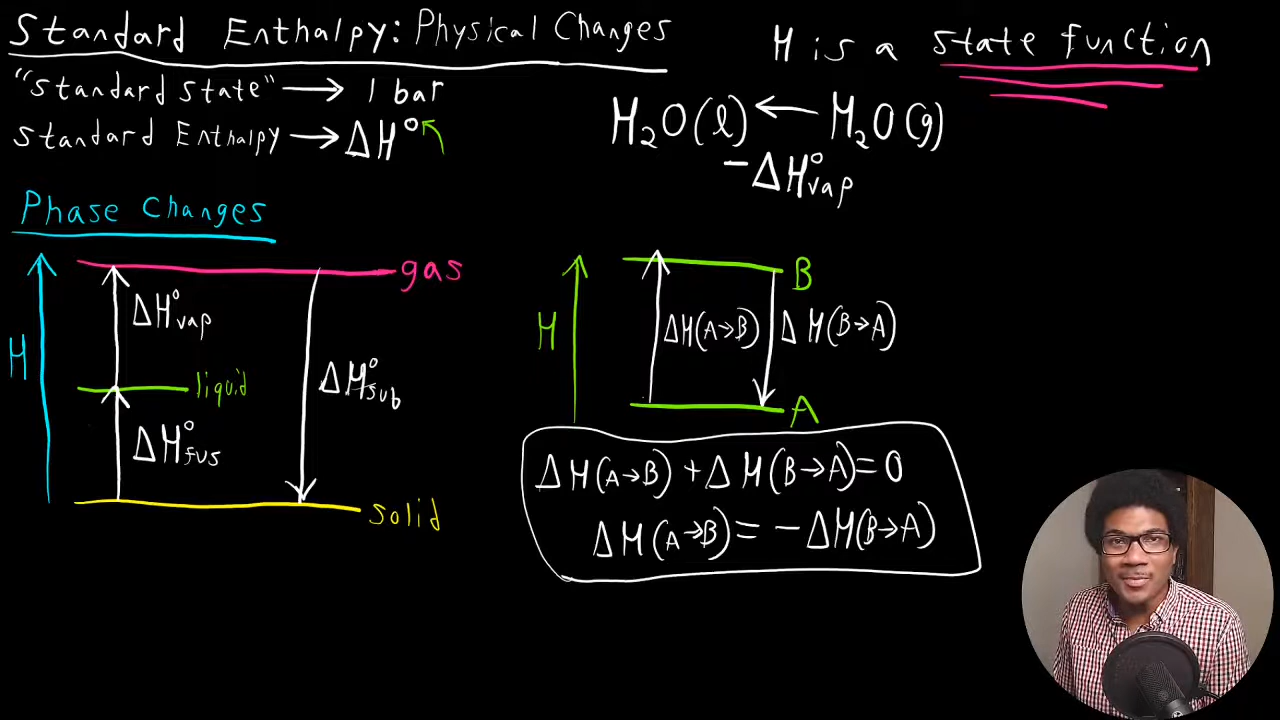 Standard Enthalpy: Physical Changes
"Standard State" → 1 bar
Standard Enthalpy → ΔH°
H is a state function
H₂O(l) ← H₂O(g)
-ΔH°vap
Phase Changes
H
gas
ΔH°vap
liquid
ΔH°sub
ΔH°fus
solid
H
B
ΔH(A→B)
ΔH(B→A)
A
ΔH(A→B) + ΔH(B→A) = 0
ΔH(A→B) = -ΔH(B→A)